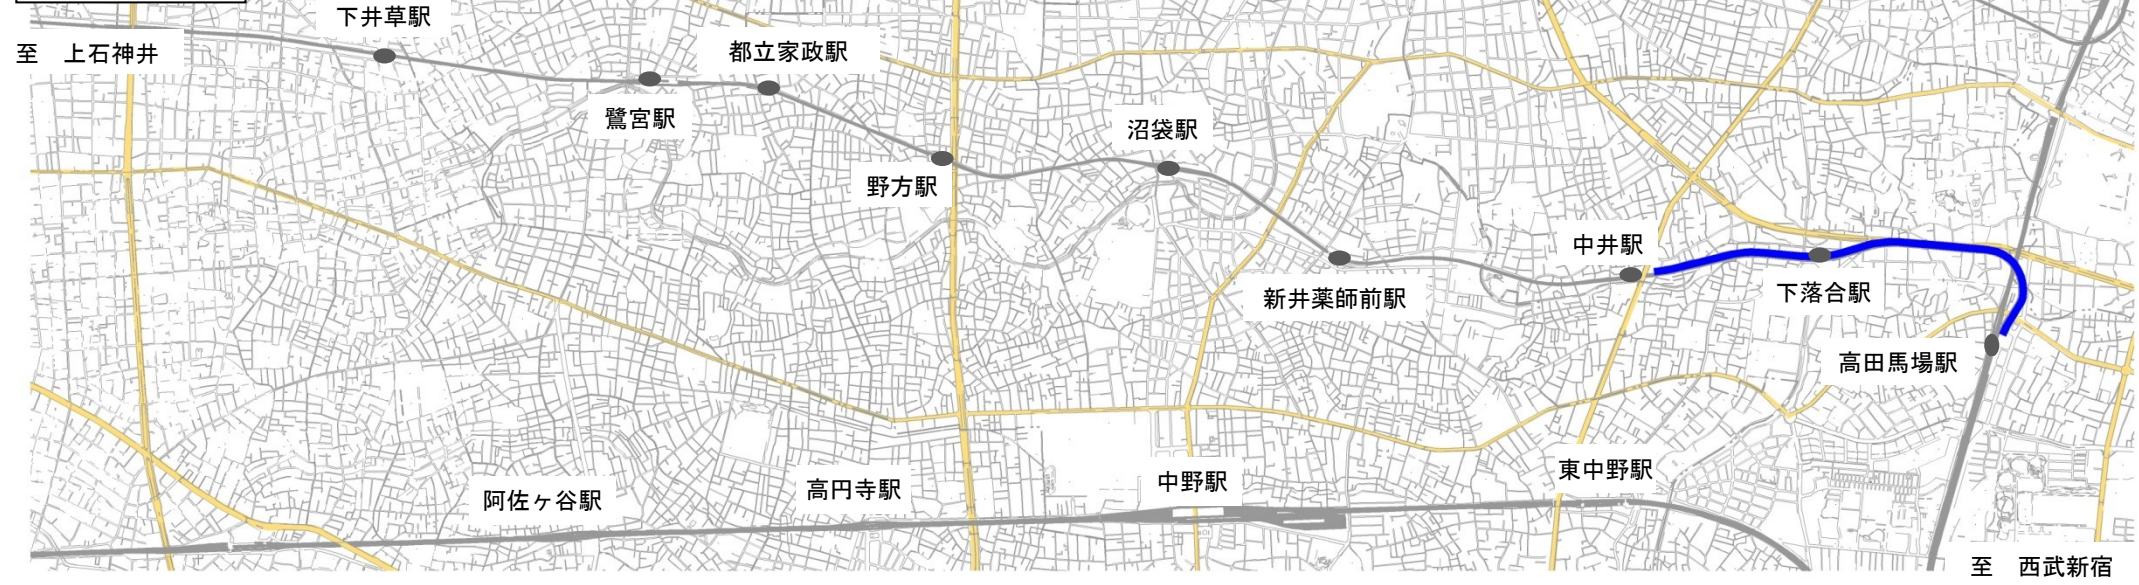 下井草駅
至　上石神井
都立家政駅
鷺宮駅
沼袋駅
野方駅
中井駅
新井薬師前駅
下落合駅
高田馬場駅
東中野駅
中野駅
高円寺駅
阿佐ヶ谷駅
至　西武新宿